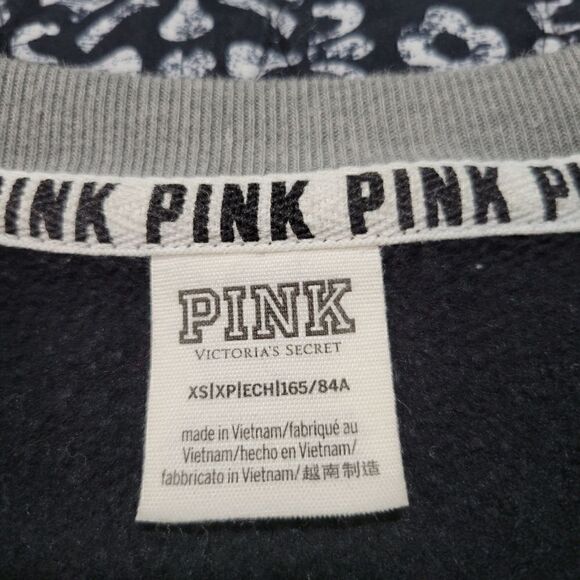 PINK PINK PINK P
PINK
VICTORIA'S SECRET
XS|XP|ECH|165/84A
made in Vietnam/fabriqué au
Vietnam/hecho en Vietnam/
fabbricato in Vietnam/越南制造